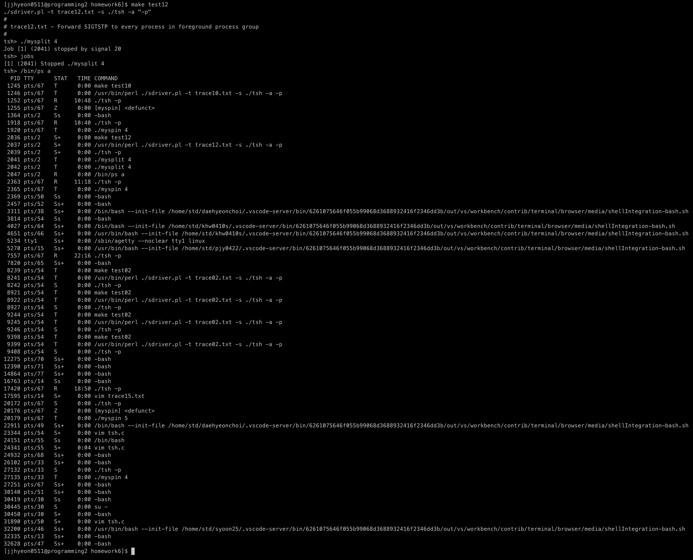 [jjhyeon0511@programming2 homework6]$ make test12
./sdriver.pl -t trace12.txt -s ./tsh -a "-p"
#
# trace12.txt - Forward SIGTSTP to every process in foreground process group
#
tsh> ./mysplit 4
Job [1] (2041) stopped by signal 20
tsh> jobs
[1] (2041) Stopped ./mysplit 4
tsh> /bin/ps a
PID TTY STAT TIME COMMAND
1245 pts/67 T 0:00 make test10
1246 pts/67 T 0:00 /usr/bin/perl ./sdriver.pl -t trace10.txt -s ./tsh -a -p
1252 pts/67 R 10:48 ./tsh -p
1255 pts/67 Z 0:00 [myspin] <defunct>
1364 pts/2 Ss 0:00 -bash
1918 pts/67 R 10:40 ./tsh -p
1920 pts/67 T 0:00 ./myspin 4
2036 pts/2 S+ 0:00 make test12
2037 pts/2 S+ 0:00 /usr/bin/perl ./sdriver.pl -t trace12.txt -s ./tsh -a -p
2039 pts/2 S+ 0:00 ./tsh -p
2041 pts/2 T 0:00 ./mysplit 4
2042 pts/2 T 0:00 ./mysplit 4
2047 pts/2 R 0:00 /bin/ps a
2363 pts/67 R 11:18 ./tsh -p
2365 pts/67 T 0:00 ./myspin 4
2369 pts/50 Ss 0:00 -bash
2457 pts/52 Ss+ 0:00 -bash
3311 pts/38 Ss+ 0:00 /bin/bash --init-file /home/std/daehyeonchoi/.vscode-server/bin/6261075646f055b99068d3688932416f2346dd3b/out/vs/workbench/contrib/terminal/browser/media/shellIntegration-bash.sh
3814 pts/54 Ss 0:00 -bash
4027 pts/64 Ss+ 0:00 /bin/bash --init-file /home/std/khw0410s/.vscode-server/bin/6261075646f055b99068d3688932416f2346dd3b/out/vs/workbench/contrib/terminal/browser/media/shellIntegration-bash.sh
4651 pts/66 Ss+ 0:00 /bin/bash --init-file /home/std/khw0410s/.vscode-server/bin/6261075646f055b99068d3688932416f2346dd3b/out/vs/workbench/contrib/terminal/browser/media/shellIntegration-bash.sh
5234 tty1 Ss+ 0:00 /sbin/agetty --noclear tty1 linux
5270 pts/15 Ss+ 0:00 /usr/bin/bash --init-file /home/std/pjy0422/.vscode-server/bin/6261075646f055b99068d3688932416f2346dd3b/out/vs/workbench/contrib/terminal/browser/media/shellIntegration-bash.sh
7557 pts/67 R 22:16 ./tsh -p
7820 pts/65 Ss+ 0:00 -bash
8239 pts/54 T 0:00 make test02
8241 pts/54 T 0:00 /usr/bin/perl ./sdriver.pl -t trace02.txt -s ./tsh -a -p
8242 pts/54 S 0:00 ./tsh -p
8921 pts/54 T 0:00 make test02
8922 pts/54 T 0:00 /usr/bin/perl ./sdriver.pl -t trace02.txt -s ./tsh -a -p
8927 pts/54 S 0:00 ./tsh -p
9244 pts/54 T 0:00 make test02
9245 pts/54 T 0:00 /usr/bin/perl ./sdriver.pl -t trace02.txt -s ./tsh -a -p
9246 pts/54 S 0:00 ./tsh -p
9398 pts/54 T 0:00 make test02
9399 pts/54 T 0:00 /usr/bin/perl ./sdriver.pl -t trace02.txt -s ./tsh -a -p
9408 pts/54 S 0:00 ./tsh -p
12275 pts/70 Ss+ 0:00 -bash
12390 pts/71 Ss+ 0:00 -bash
14864 pts/77 Ss+ 0:00 -bash
16763 pts/14 Ss 0:00 -bash
17420 pts/67 R 18:50 ./tsh -p
17595 pts/14 S+ 0:00 vim trace15.txt
20172 pts/67 S 0:00 ./tsh -p
20176 pts/67 Z 0:00 [myspin] <defunct>
20179 pts/67 T 0:00 ./myspin 5
22911 pts/49 Ss+ 0:00 /bin/bash --init-file /home/std/daehyeonchoi/.vscode-server/bin/6261075646f055b99068d3688932416f2346dd3b/out/vs/workbench/contrib/terminal/browser/media/shellIntegration-bash.sh
23344 pts/54 S+ 0:00 vim tsh.c
24151 pts/55 Ss 0:00 /bin/bash
24341 pts/55 S+ 0:04 vim tsh.c
24932 pts/68 Ss+ 0:00 -bash
26102 pts/33 Ss+ 0:00 -bash
27132 pts/33 S 0:00 ./tsh -p
27133 pts/33 T 0:00 ./myspin 4
27251 pts/67 Ss+ 0:00 -bash
30140 pts/51 Ss+ 0:00 -bash
30419 pts/30 Ss 0:00 -bash
30445 pts/30 S 0:00 su -
30450 pts/30 S+ 0:00 -bash
31890 pts/50 S+ 0:00 vim tsh.c
32200 pts/46 Ss+ 0:00 /usr/bin/bash --init-file /home/std/syoon25/.vscode-server/bin/6261075646f055b99068d3688932416f2346dd3b/out/vs/workbench/contrib/terminal/browser/media/shellIntegration-bash.sh
32335 pts/13 Ss+ 0:00 -bash
32628 pts/47 Ss+ 0:00 -bash
[jjhyeon0511@programming2 homework6]$